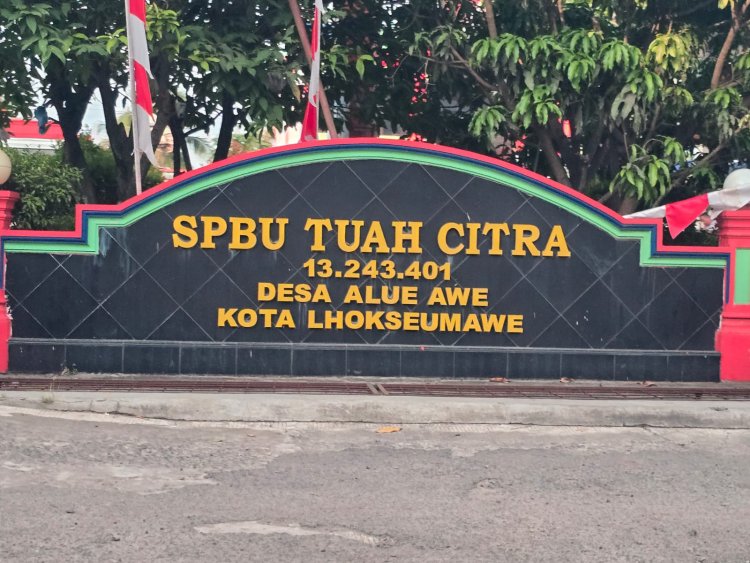 SPBU TUAH CITRA
13.243.401
DESA ALUE AWE
KOTA LHOKSEUMAWE